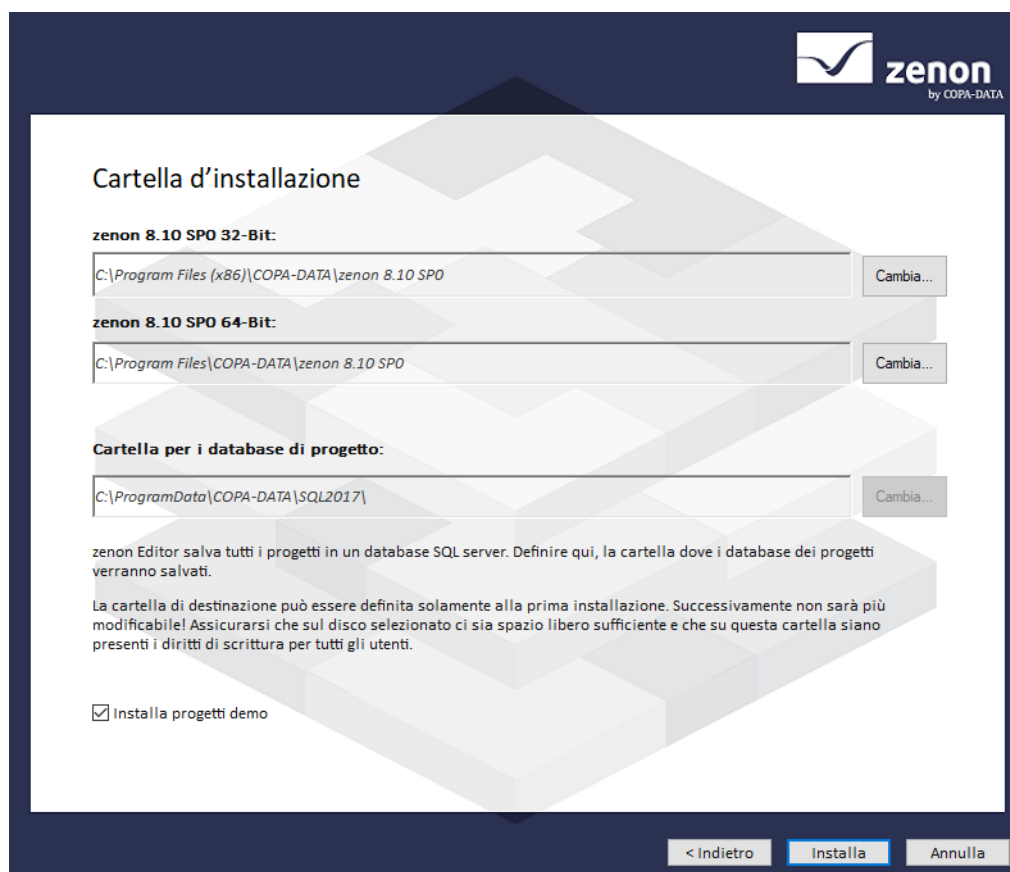 zenon
by COPA-DATA
Cartella d’installazione
zenon 8.10 SP0 32-Bit:
C:\Program Files (x86)\COPA-DATA\zenon 8.10 SP0
Cambia...
zenon 8.10 SP0 64-Bit:
C:\Program Files\COPA-DATA\zenon 8.10 SP0
Cambia...
Cartella per i database di progetto:
C:\ProgramData\COPA-DATA\SQL2017\
Cambia...
zenon Editor salva tutti i progetti in un database SQL server. Definire qui, la cartella dove i database dei progetti
verranno salvati.
La cartella di destinazione può essere definita solamente alla prima installazione. Successivamente non sarà più
modificabile! Assicurarsi che sul disco selezionato ci sia spazio libero sufficiente e che su questa cartella siano
presenti i diritti di scrittura per tutti gli utenti.
Installa progetti demo
< Indietro
Installa
Annulla